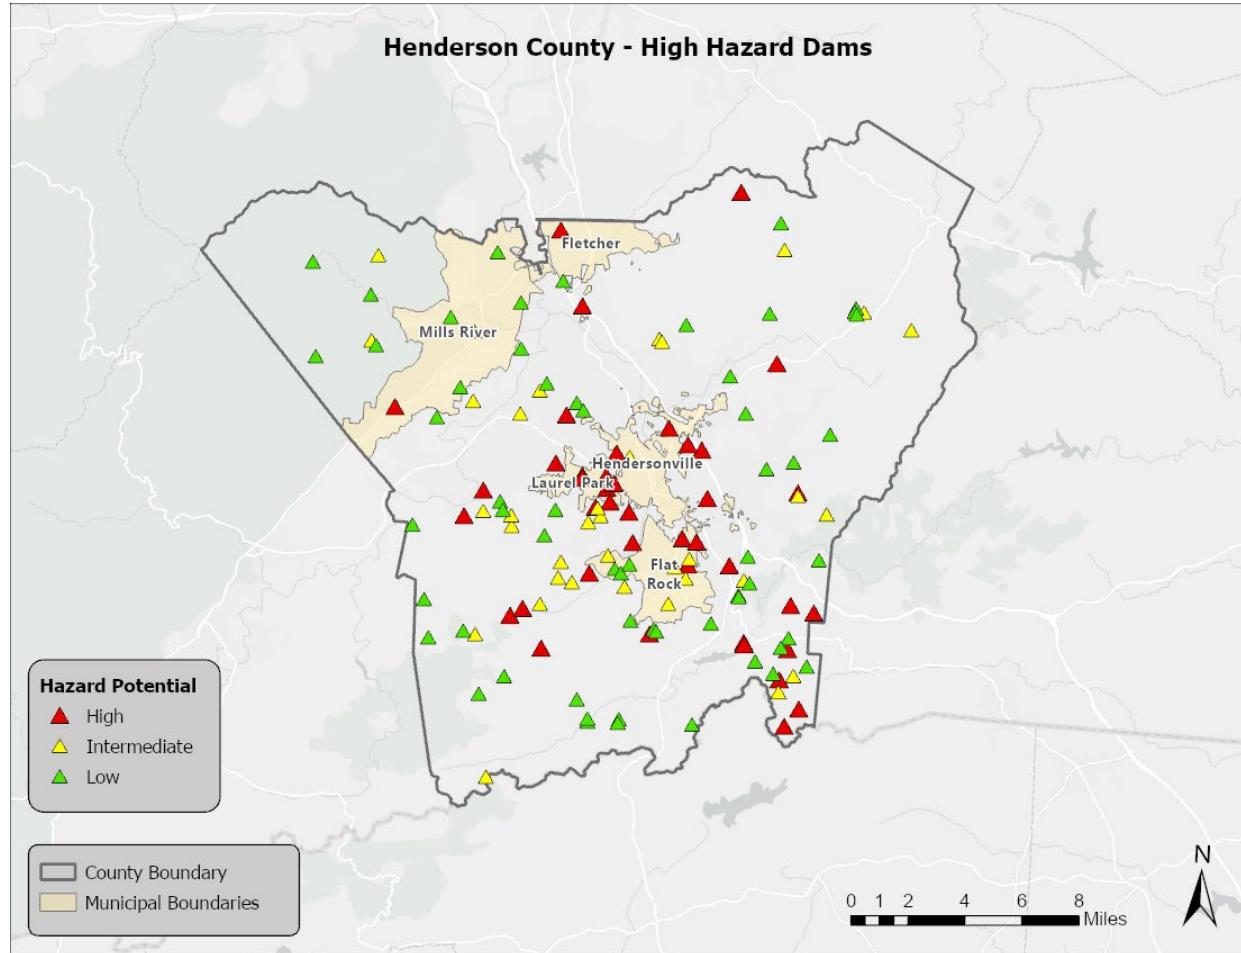 Henderson County - High Hazard Dams
Fletcher
Mills River
Hendersonville
Laurel Park
Flat
Rock
Hazard Potential
High
Intermediate
Low
County Boundary
Municipal Boundaries
N
0 1 2 4 6 8
Miles